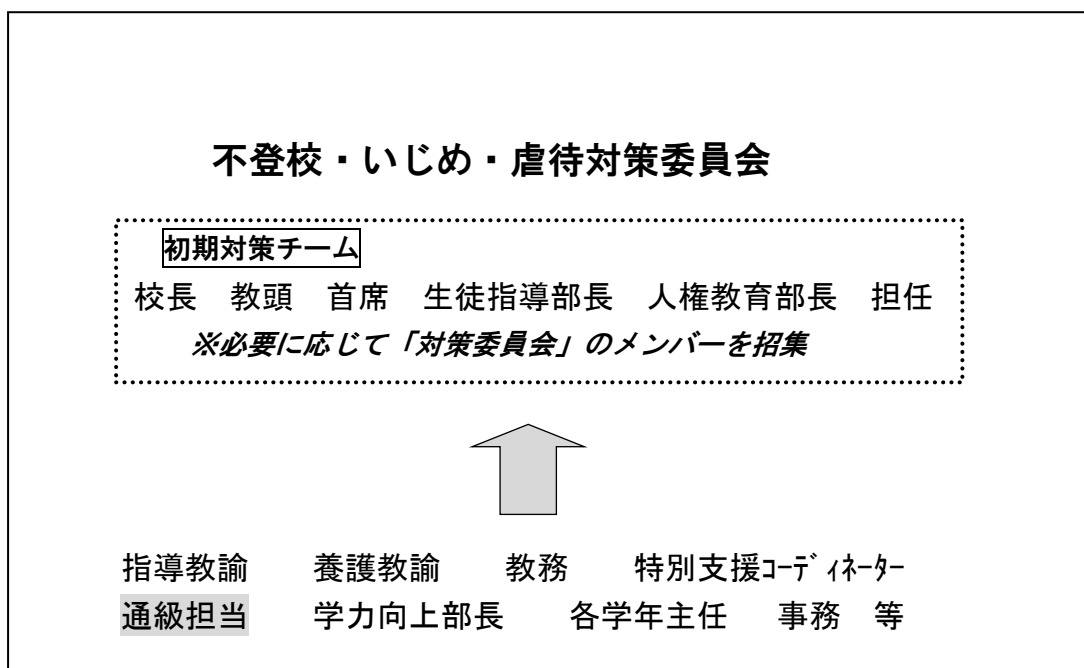 不登校・いじめ・虐待対策委員会
初期対策チーム
校長　教頭　首席　生徒指導部長　人権教育部長　担任
※必要に応じて「対策委員会」のメンバーを招集
指導教諭　養護教諭　教務　特別支援ｺｰﾃﾞｨﾈｰﾀｰ
通級担当　学力向上部長　各学年主任　事務　等